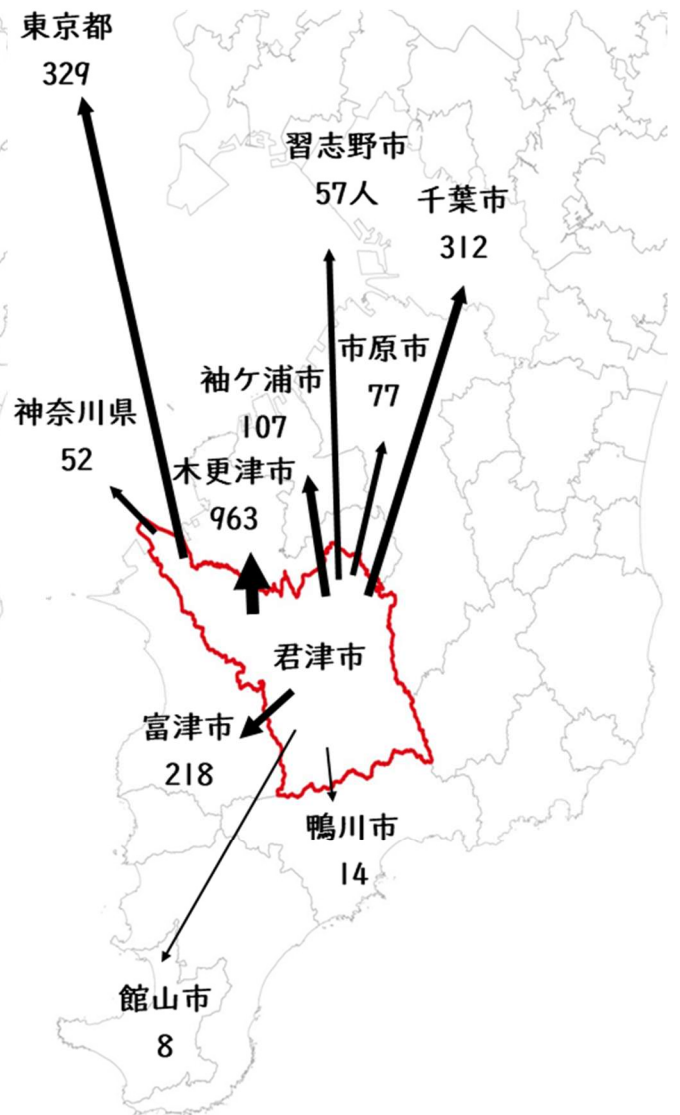 東京都
329
習志野市
57人
千葉市
312
市原市
77
袖ケ浦市
107
神奈川県
52
木更津市
963
君津市
富津市
218
鴨川市
14
館山市
8